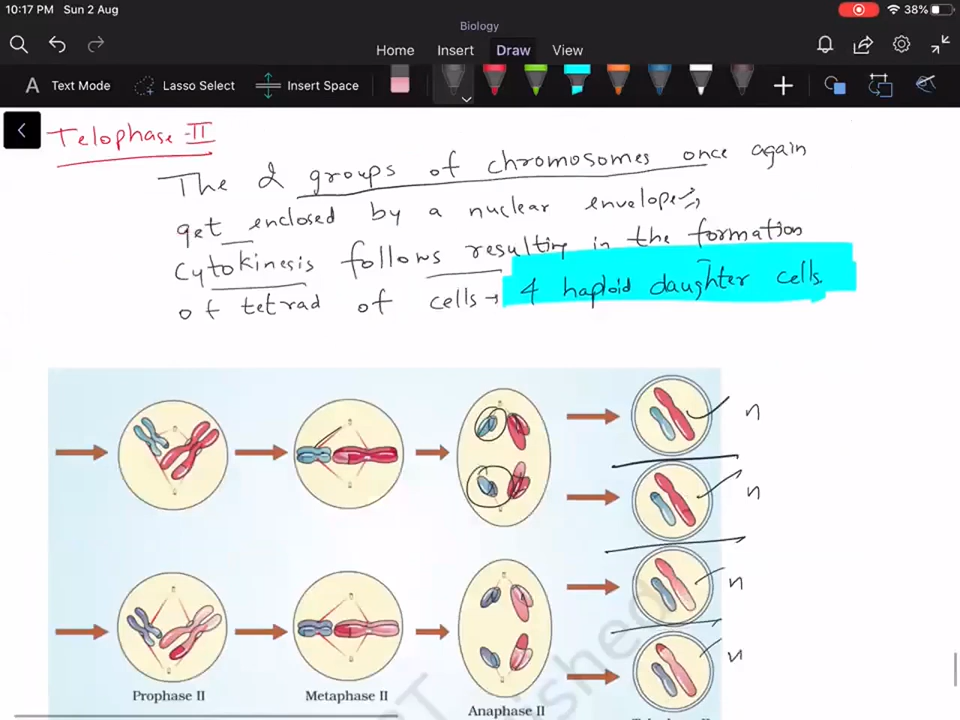 10:17 PM Sun 2 Aug
38%
Biology
Home Insert Draw View
Text Mode Lasso Select Insert Space
Telophase-II
The 2 groups of chromosomes once again
get enclosed by a nuclear envelope;
Cytokinesis follows resulting in the formation
of tetrad of cells → 4 haploid daughter cells.
n
n
n
n
Prophase II Metaphase II Anaphase II